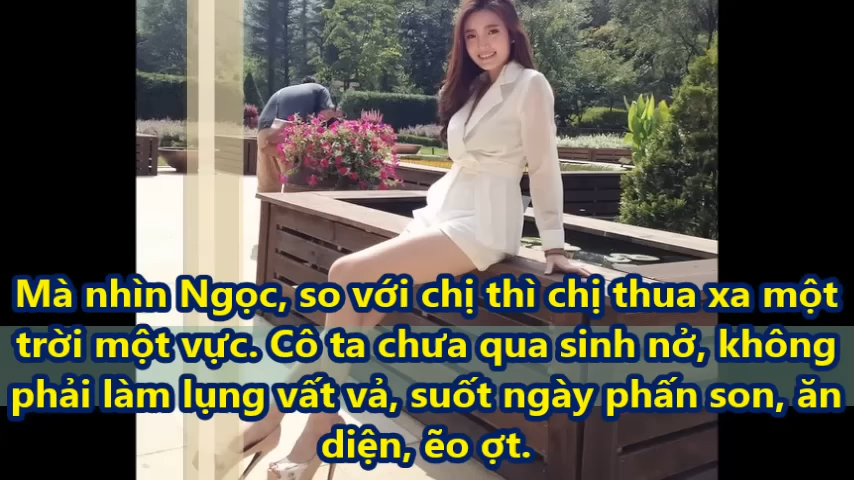 Mà nhìn Ngọc, so với chị thì chị thua xa một
trời một vực. Cô ta chưa qua sinh nở, không
phải làm lụng vất vả, suốt ngày phấn son, ăn
diện, ẽo ợt.